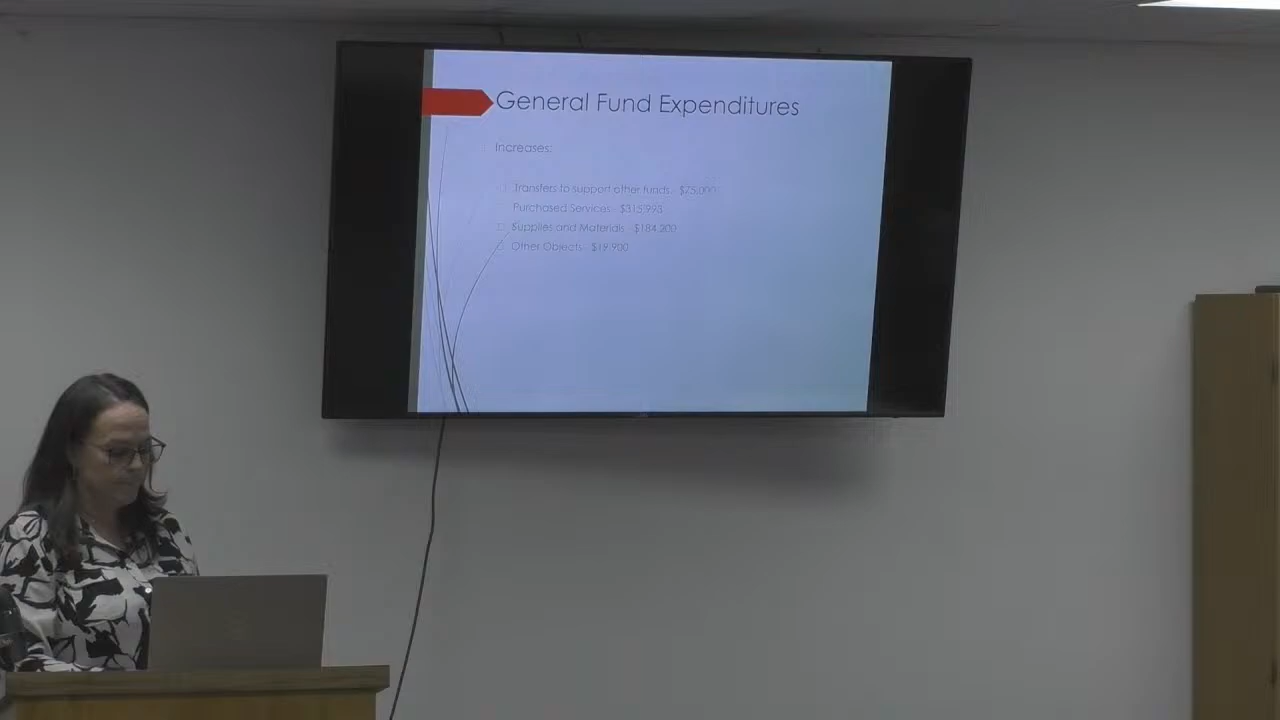 General Fund Expenditures
Increases:
Transfers to support other funds - $75,000
Purchased Services - $315,993
Supplies and Materials - $184,200
Other Objects - $19,900